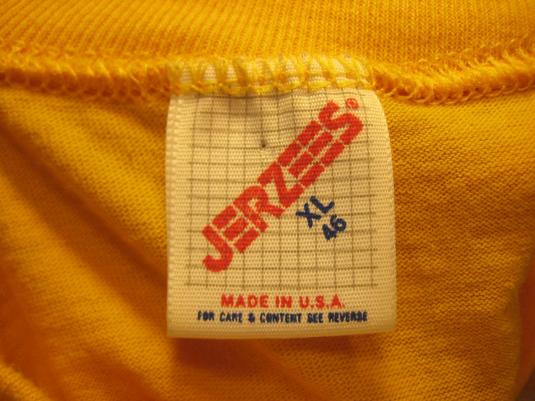 JERZEES®
XL
46
MADE IN U.S.A.
FOR CARE & CONTENT SEE REVERSE